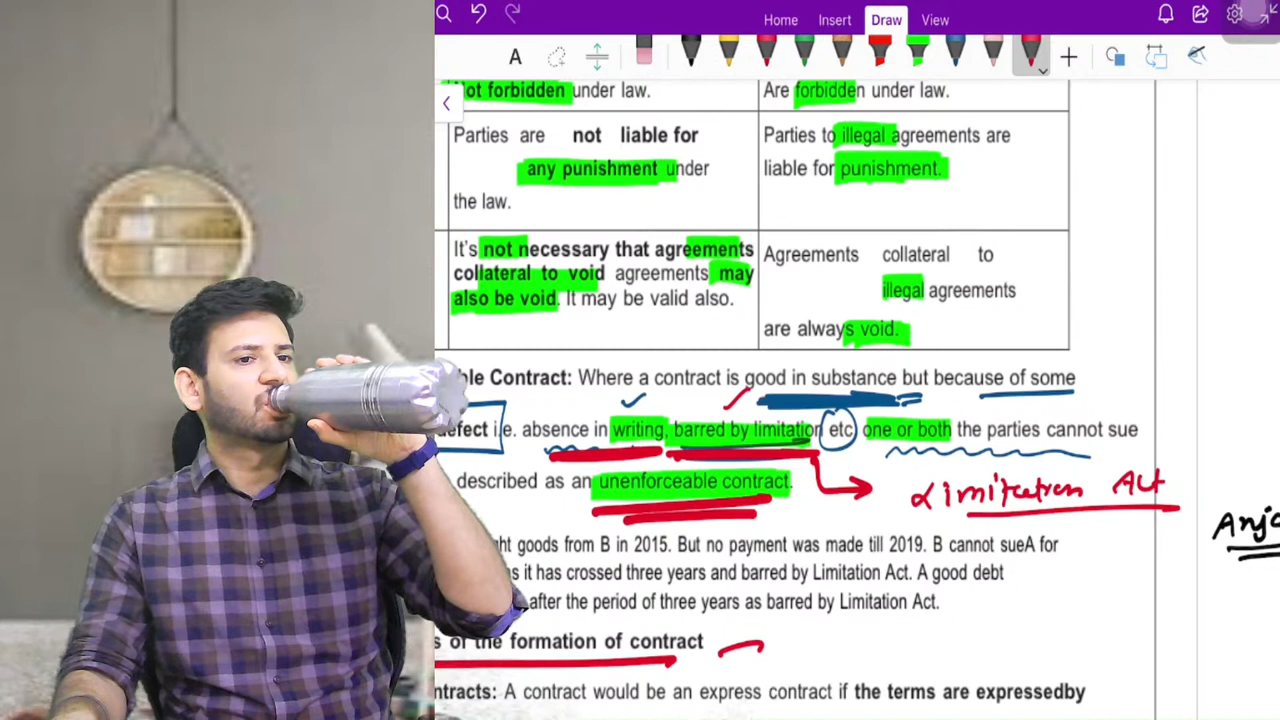 Home Insert Draw View
A
Not forbidden under law.
Are forbidden under law.
Parties are not liable for
any punishment under
the law.
Parties to illegal agreements are
liable for punishment.
It's not necessary that agreements
collateral to void agreements may
also be void. It may be valid also.
Agreements collateral to
illegal agreements
are always void.
ble Contract: Where a contract is good in substance but because of some
defect i.e. absence in writing, barred by limitation etc one or both the parties cannot sue
described as an unenforceable contract.
Limitation Act
ht goods from B in 2015. But no payment was made till 2019. B cannot sueA for
s it has crossed three years and barred by Limitation Act. A good debt
after the period of three years as barred by Limitation Act.
s of the formation of contract
ntracts: A contract would be an express contract if the terms are expressedby